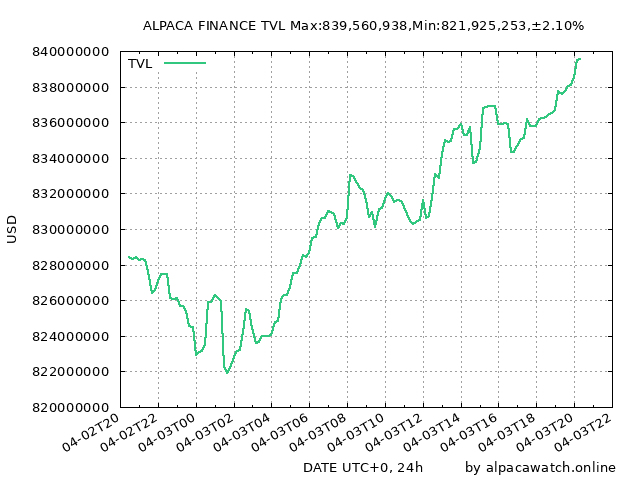 ALPACA FINANCE TVL Max:839,560,938,Min:821,925,253,±2.10%
840000000
838000000
836000000
834000000
832000000
830000000
828000000
826000000
824000000
822000000
820000000
USD
TVL
04-02T20
04-02T22
04-03T00
04-03T02
04-03T04
04-03T06
04-03T08
04-03T10
04-03T12
04-03T14
04-03T16
04-03T18
04-03T20
04-03T22
DATE UTC+0, 24h
by alpacawatch.online